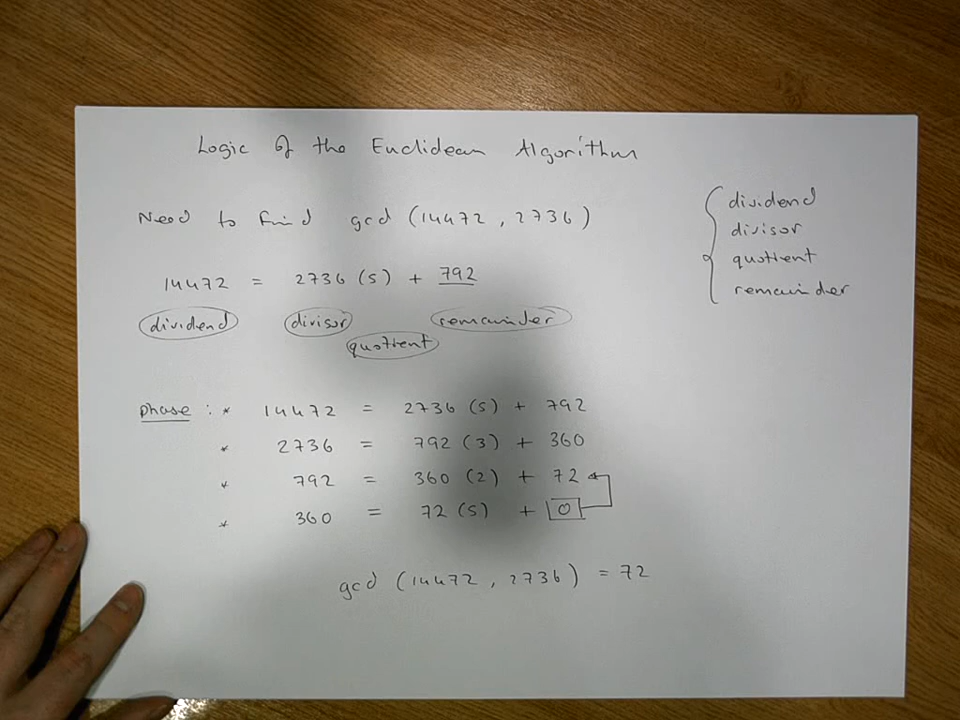 Logic of the Euclidean Algorithm
Need to find gcd (14472, 2736)
dividend
divisor
quotient
remainder
14472 = 2736 (5) + 792
dividend divisor remainder
quotient
phase : * 14472 = 2736 (5) + 792
* 2736 = 792 (3) + 360
* 792 = 360 (2) + 72
* 360 = 72 (5) + 0
gcd (14472, 2736) = 72